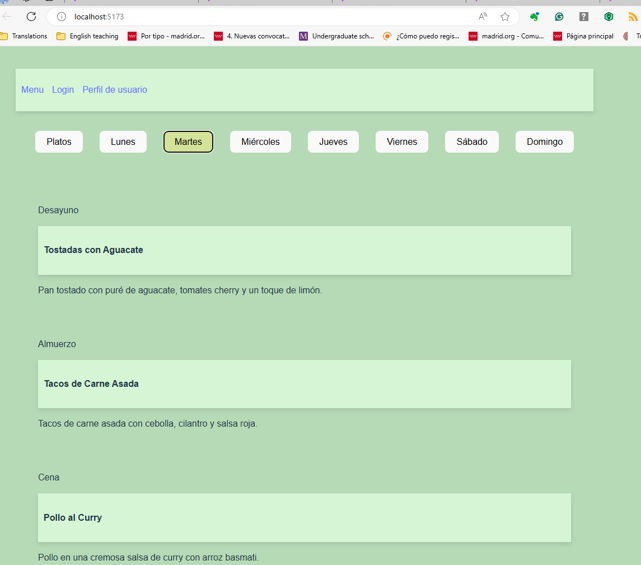 localhost:5173
Translations English teaching Por tipo - madrid.or... 4. Nuevas convocat... Undergraduate sch... ¿Cómo puedo regis... madrid.org - Comu... Página principal
Menu Login Perfil de usuario
Platos Lunes Martes Miércoles Jueves Viernes Sábado Domingo
Desayuno
Tostadas con Aguacate
Pan tostado con puré de aguacate, tomates cherry y un toque de limón.
Almuerzo
Tacos de Carne Asada
Tacos de carne asada con cebolla, cilantro y salsa roja.
Cena
Pollo al Curry
Pollo en una cremosa salsa de curry con arroz basmati.